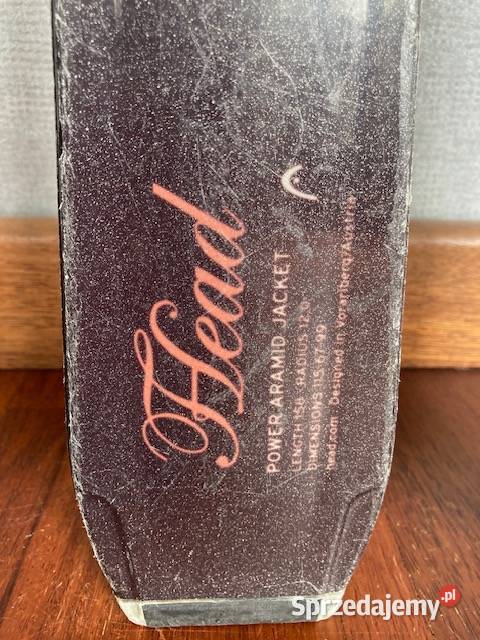 Head
POWER ARAMID JACKET
LENGTH 158 RADIUS 12.0
DIMENSIONS 115-67-99
head.com Designed in Vorarlberg/Austria
Sprzedajemy.pl